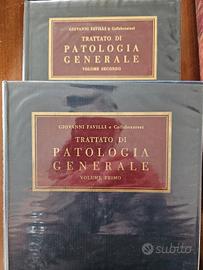 GIOVANNI FAVILLI e Collaboratori
TRATTATO DI
PATOLOGIA
GENERALE
VOLUME SECONDO
GIOVANNI FAVILLI e Collaboratori
TRATTATO DI
PATOLOGIA
GENERALE
VOLUME PRIMO
subito